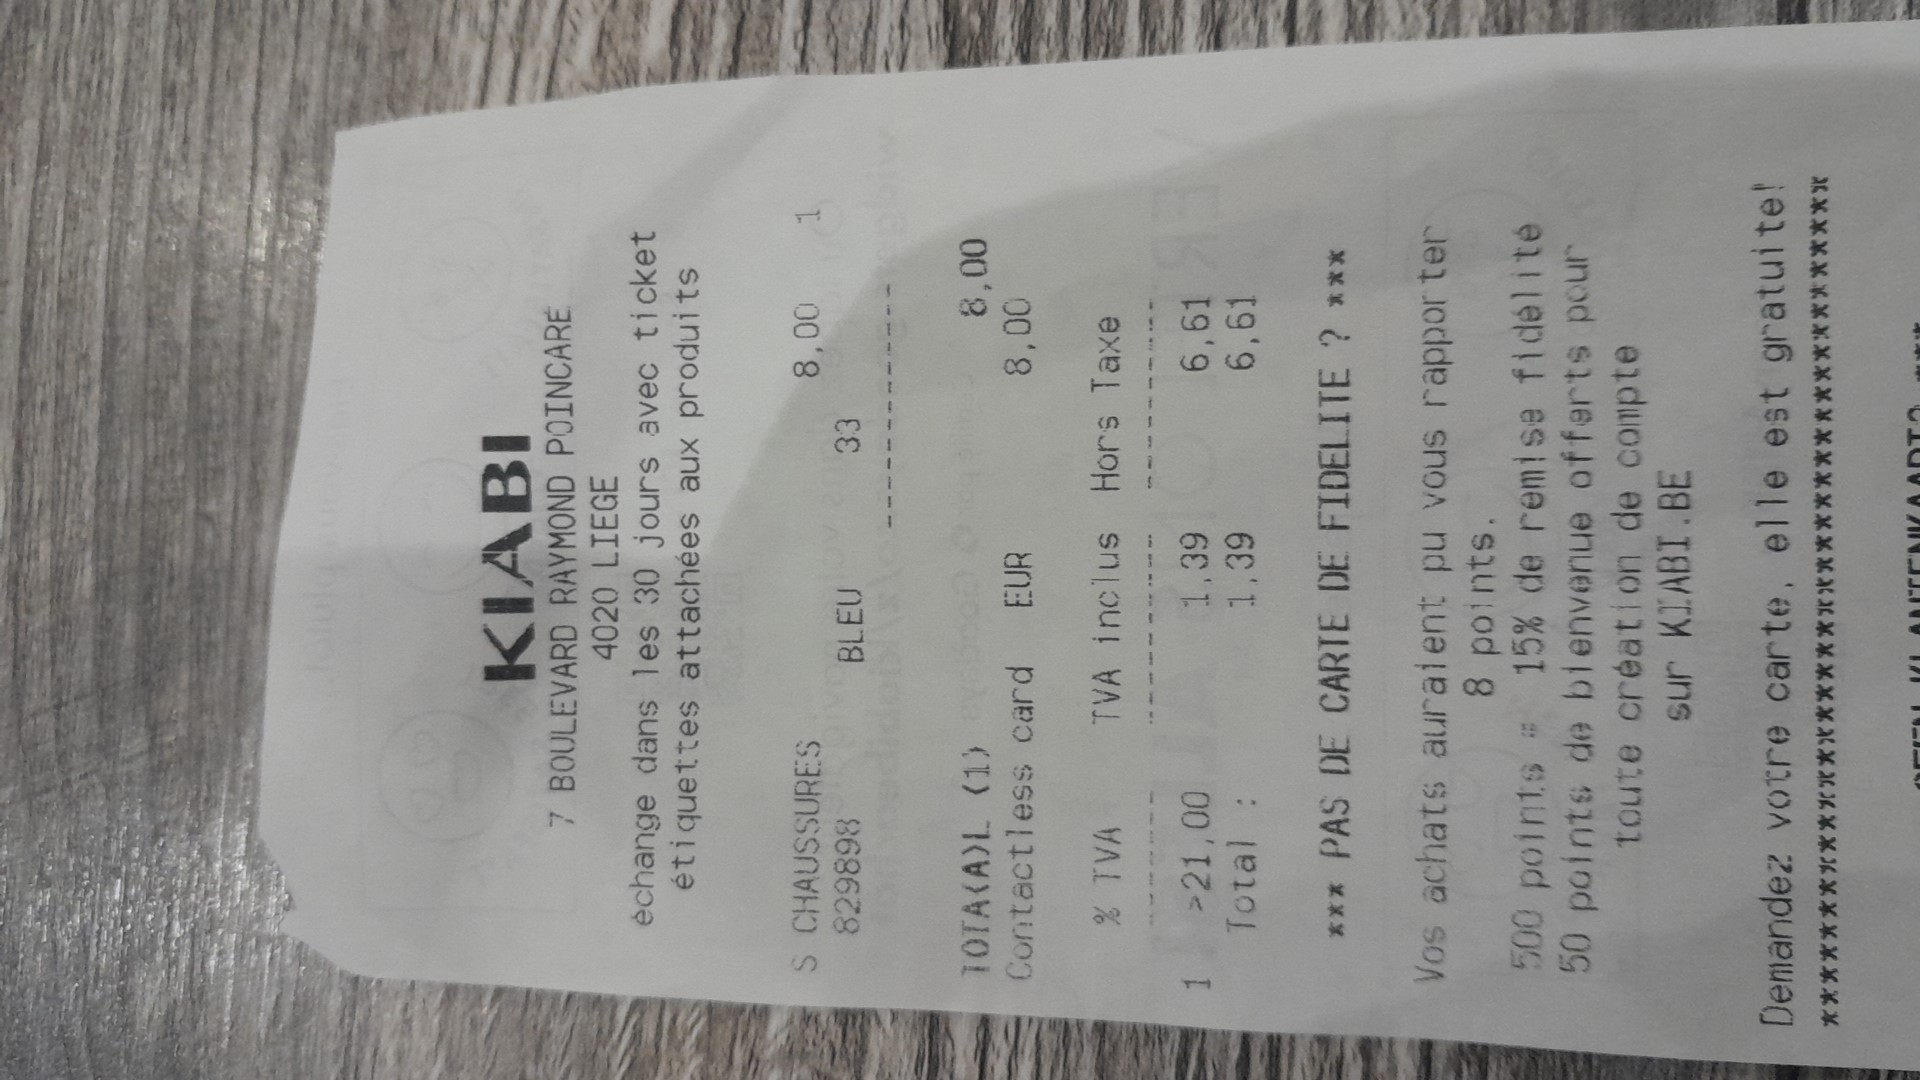 KIABI
7 BOULEVARD RAYMOND POINCARÉ
4020 LIEGE
échange dans les 30 jours avec ticket
étiquettes attachées aux produits
S CHAUSSURES 8,00 1
829898 BLEU 33
TOTA(A)L (1) 8,00
Contactless card EUR 8,00
% TVA TVA inclus Hors Taxe
1 >21,00 1,39 6,61
Total : 1,39 6,61
*** PAS DE CARTE DE FIDELITE ? ***
Vos achats auraient pu vous rapporter
8 points.
500 points = 15% de remise fidélité
50 points de bienvenue offerts pour
toute création de compte
sur KIABI.BE
Demandez votre carte, elle est gratuite!
****************************************
KLANTENKAART?